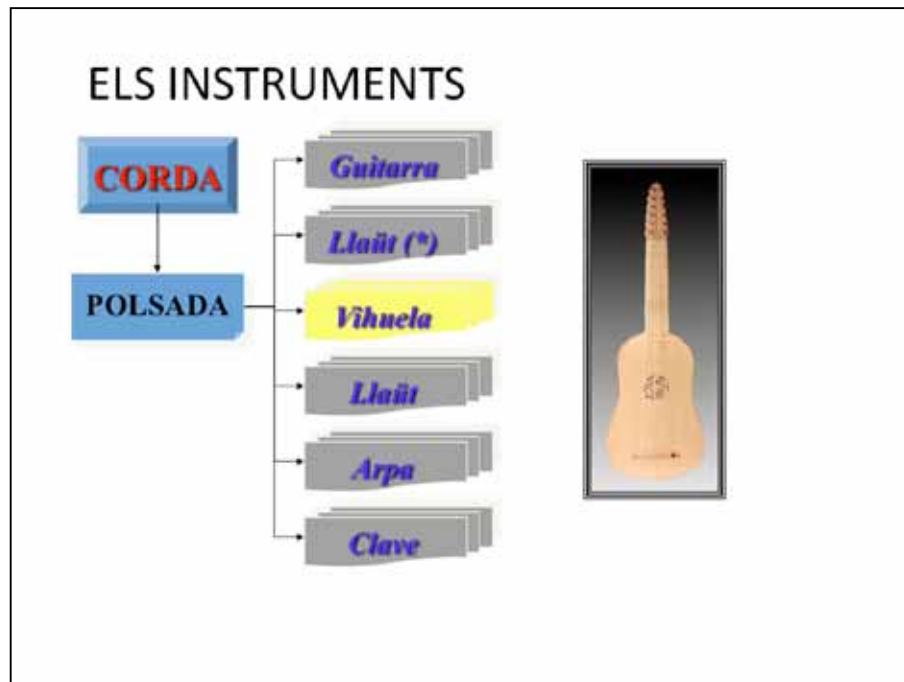 ELS INSTRUMENTS
CORDA
POLSADA
Guitarra
Llaüt (*)
Vihuela
Llaüt
Arpa
Clave